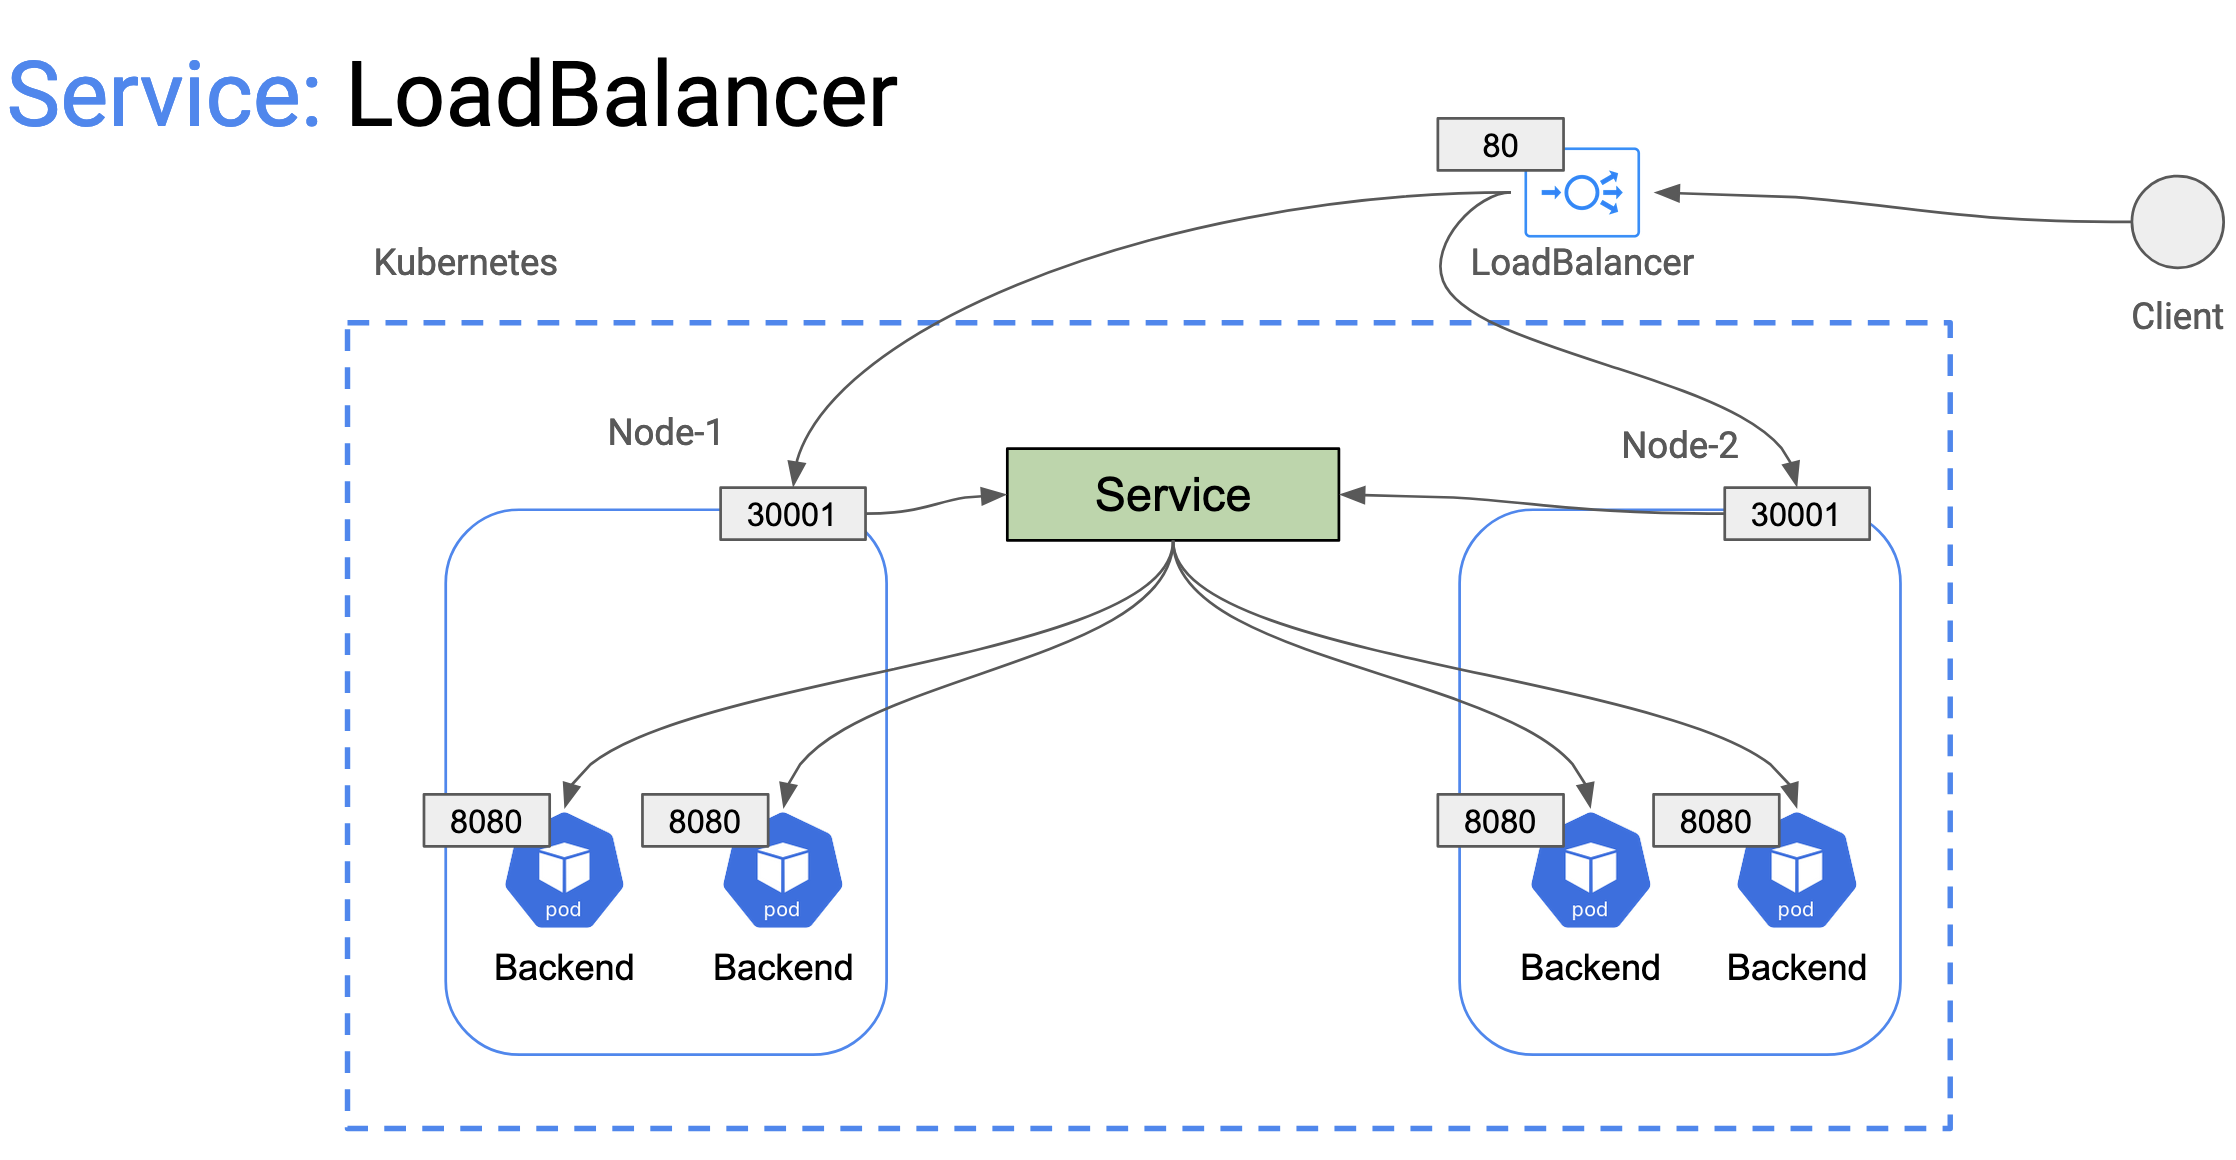 Service: LoadBalancer
80
Kubernetes
LoadBalancer
Client
Node-1
Node-2
30001
Service
30001
8080
8080
8080
8080
pod
pod
pod
pod
Backend
Backend
Backend
Backend